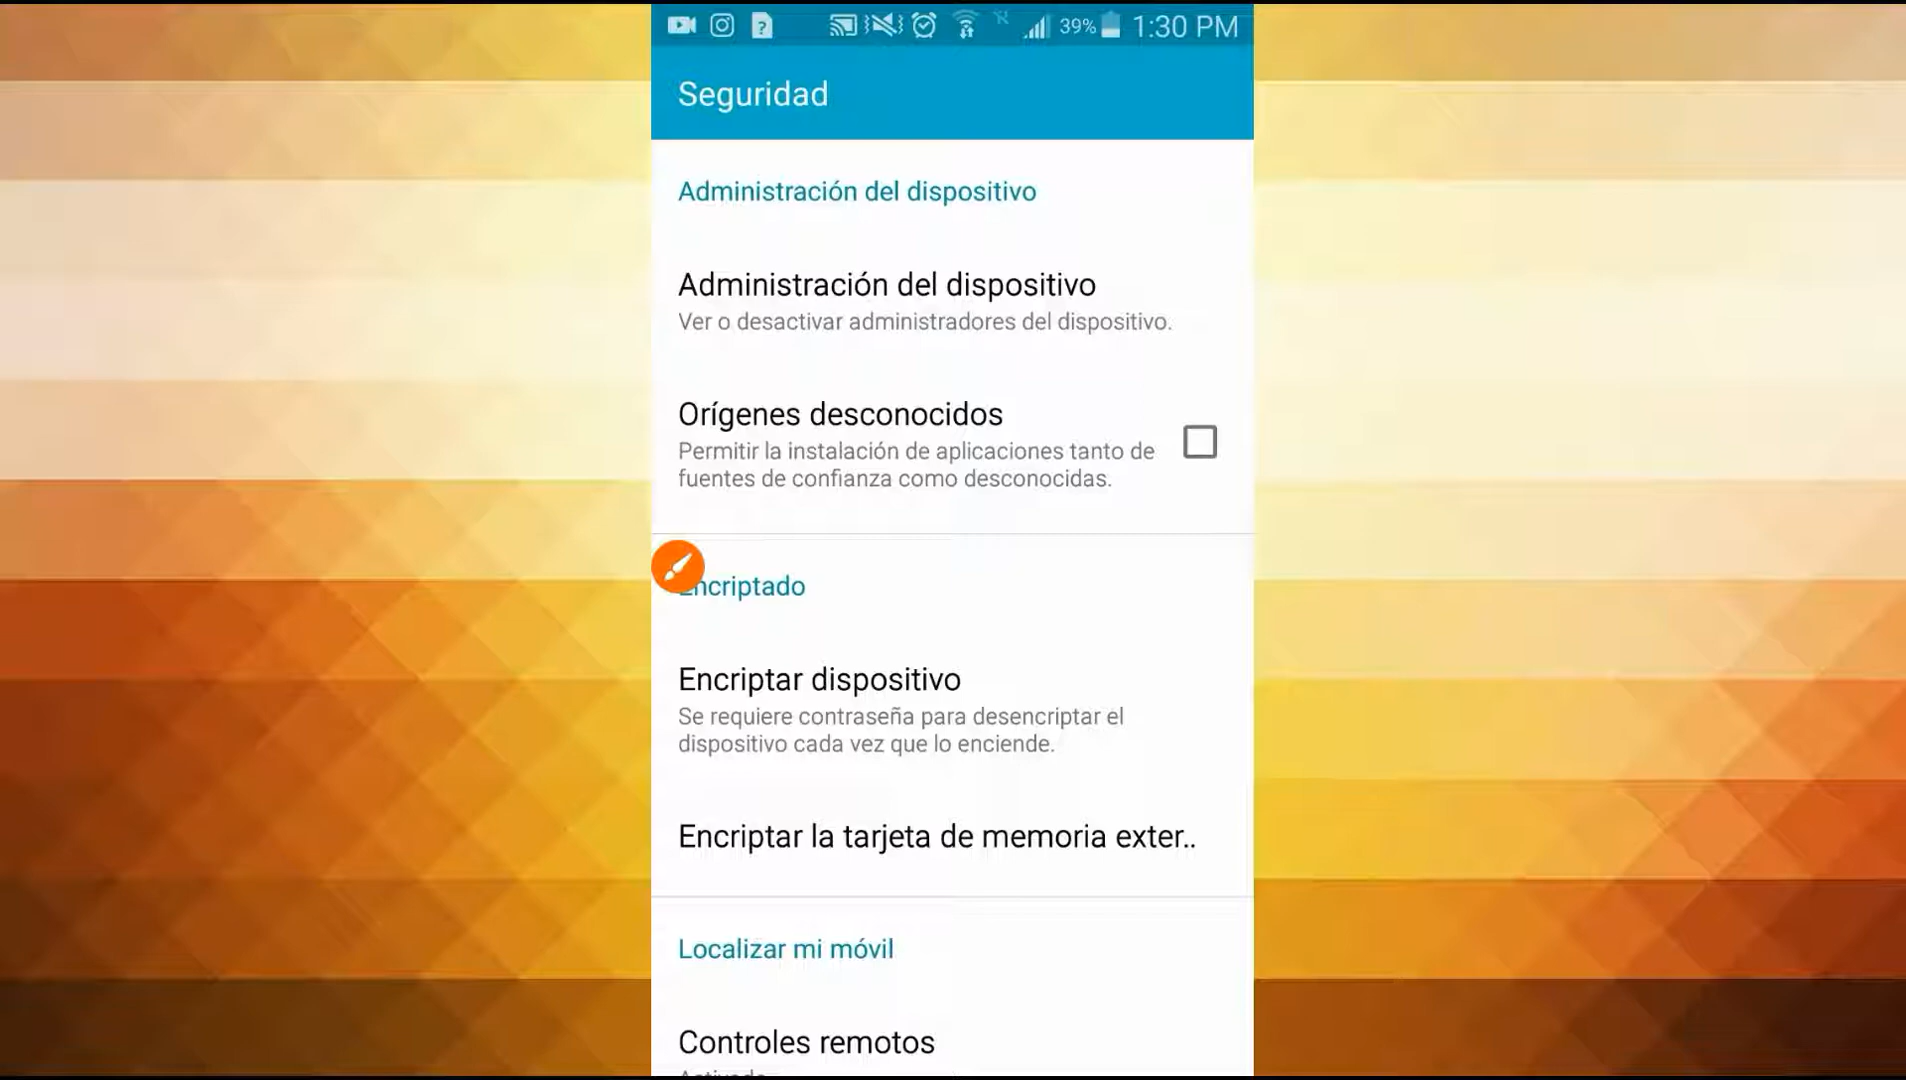 39% 1:30 PM
Seguridad
Administración del dispositivo
Administración del dispositivo
Ver o desactivar administradores del dispositivo.
Orígenes desconocidos
Permitir la instalación de aplicaciones tanto de
fuentes de confianza como desconocidas.
ncriptado
Encriptar dispositivo
Se requiere contraseña para desencriptar el
dispositivo cada vez que lo enciende.
Encriptar la tarjeta de memoria exter..
Localizar mi móvil
Controles remotos